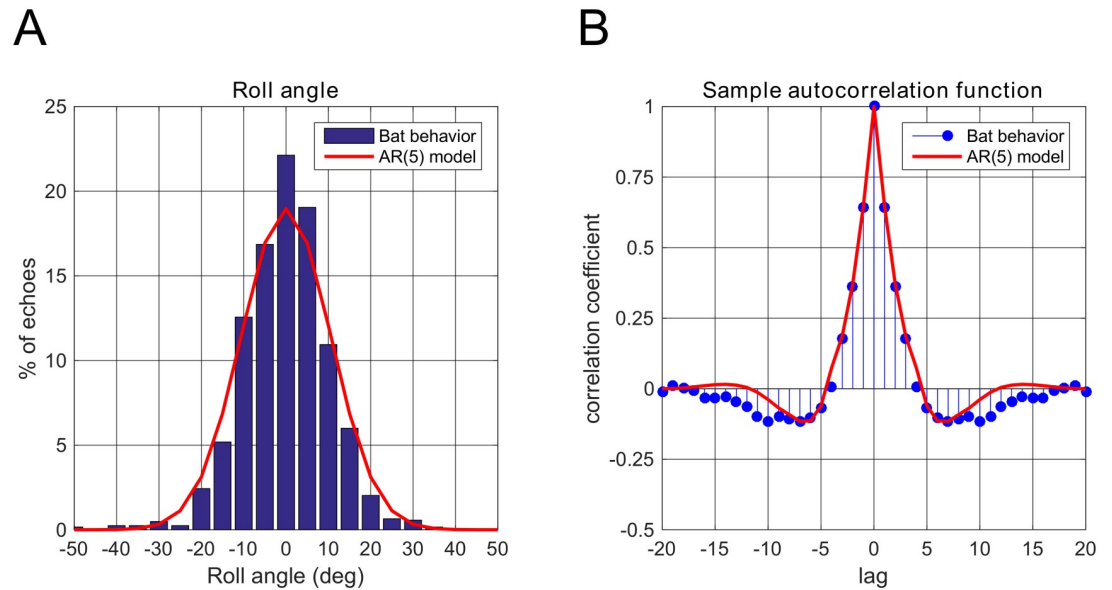 A
Roll angle
25
20
15
10
5
0
% of echoes
Bat behavior
AR(5) model
-50 -40 -30 -20 -10 0 10 20 30 40 50
Roll angle (deg)
B
Sample autocorrelation function
1
0.75
0.5
0.25
0
-0.25
-0.5
correlation coefficient
Bat behavior
AR(5) model
-20 -15 -10 -5 0 5 10 15 20
lag